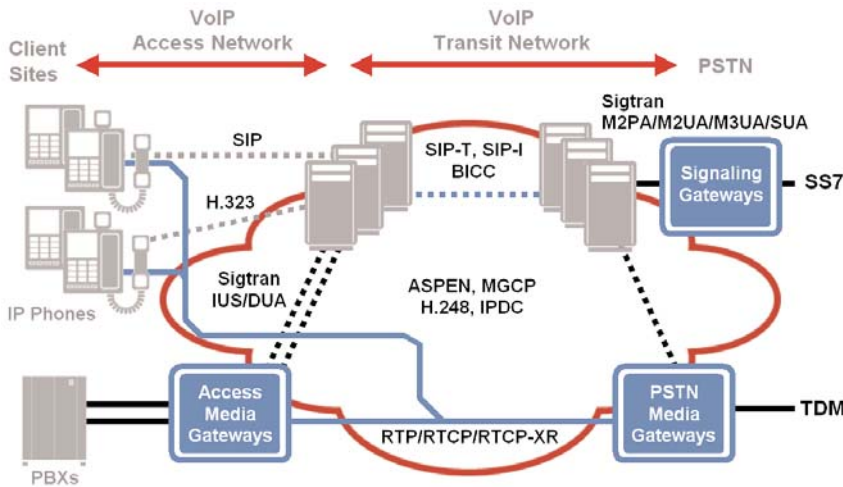 VoIP
Access Network
VoIP
Transit Network
Client
Sites
PSTN
Sigtran
M2PA/M2UA/M3UA/SUA
SIP
SIP-T, SIP-I
BICC
Signaling
Gateways
SS7
H.323
Sigtran
IUS/DUA
ASPEN, MGCP
H.248, IPDC
IP Phones
Access
Media
Gateways
PSTN
Media
Gateways
TDM
RTP/RTCP/RTCP-XR
PBXs